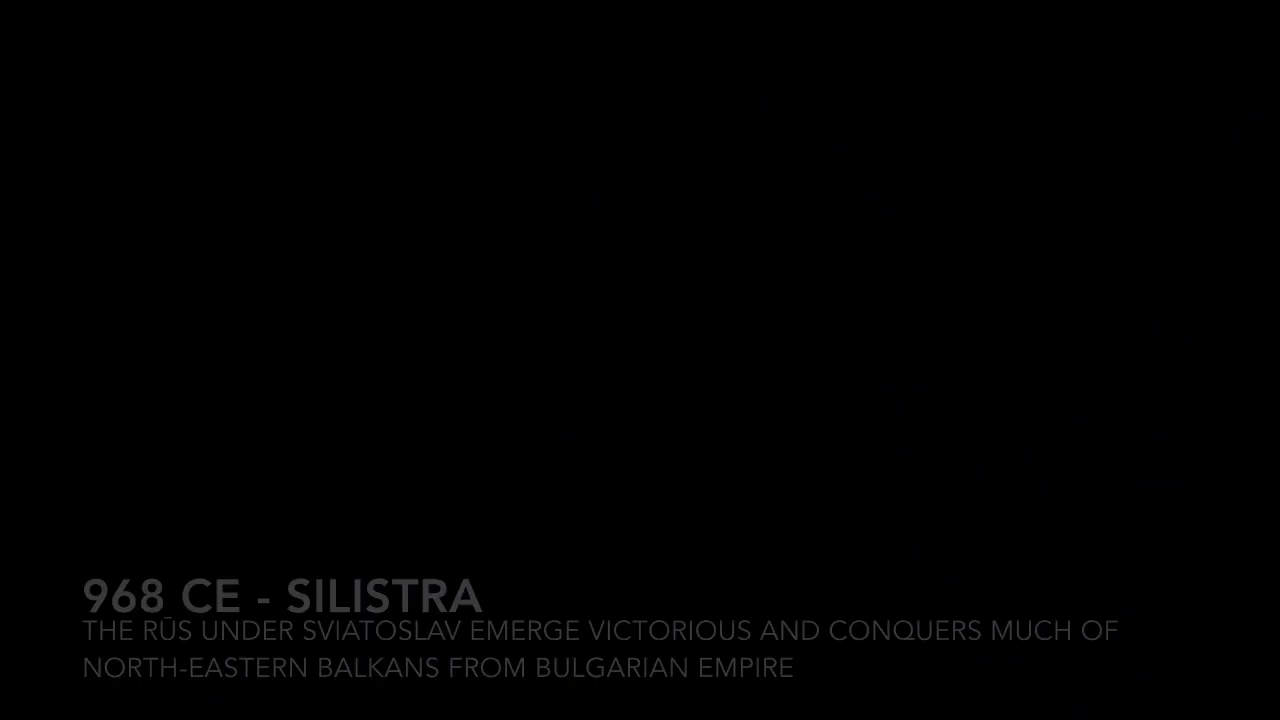 968 CE - SILISTRA
THE RŪS UNDER SVIATOSLAV EMERGE VICTORIOUS AND CONQUERS MUCH OF
NORTH-EASTERN BALKANS FROM BULGARIAN EMPIRE